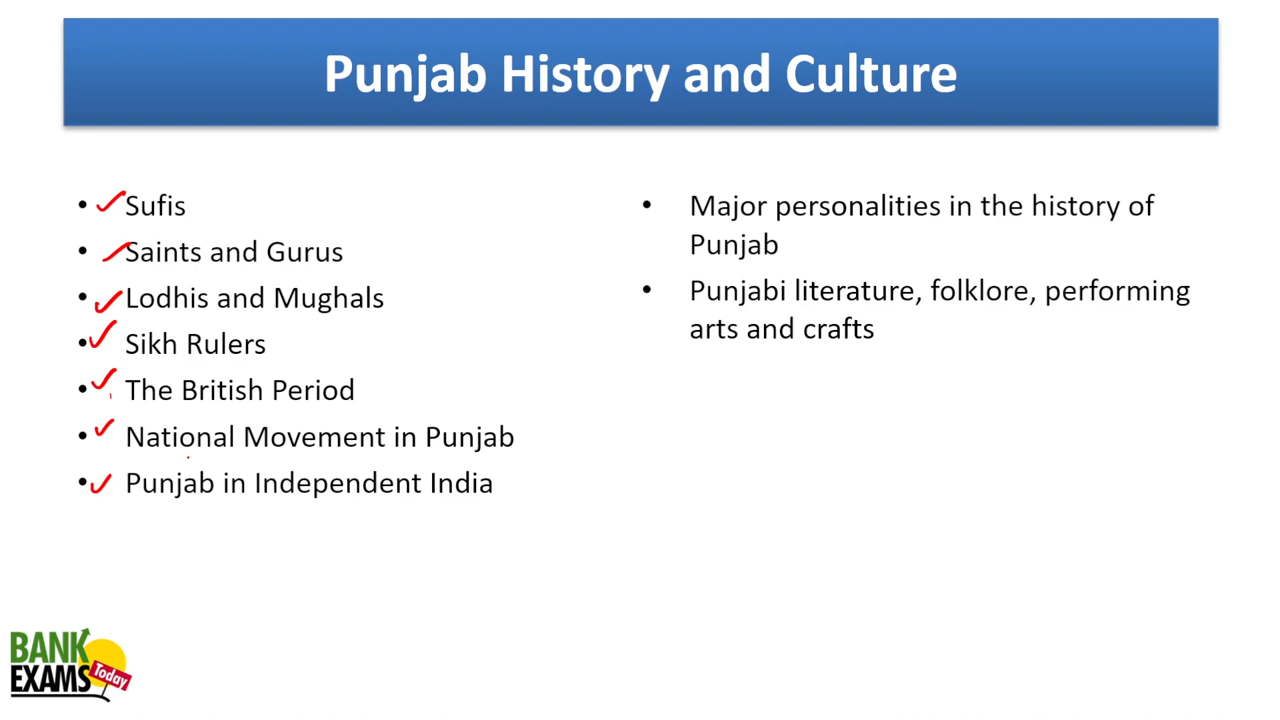 Punjab History and Culture
• Sufis
• Saints and Gurus
• Lodhis and Mughals
• Sikh Rulers
• The British Period
• National Movement in Punjab
• Punjab in Independent India
• Major personalities in the history of
Punjab
• Punjabi literature, folklore, performing
arts and crafts
BANK
EXAMS
Today